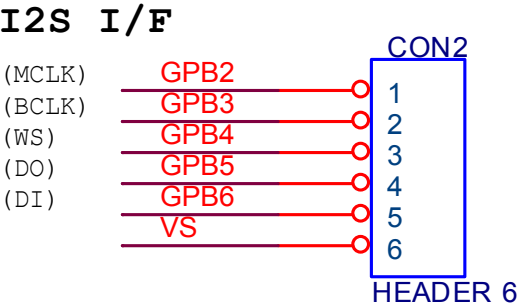 I2S I/F
CON2
(MCLK) GPB2 1
(BCLK) GPB3 2
(WS) GPB4 3
(DO) GPB5 4
(DI) GPB6 5
VS 6
HEADER 6